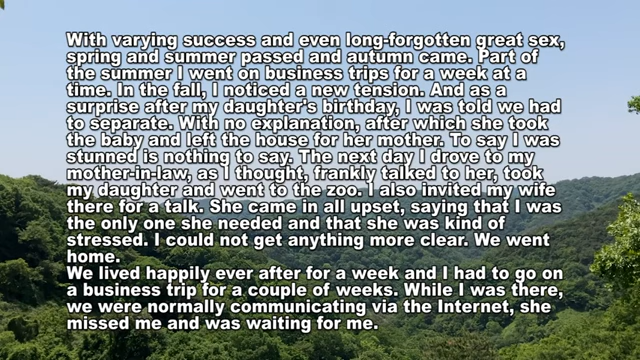 With varying success and even long-forgotten great sex,
spring and summer passed and autumn came. Part of
the summer I went on business trips for a week at a
time. In the fall, I noticed a new tension. And as a
surprise after my daughter's birthday, I was told we had
to separate. With no explanation, after which she took
the baby and left the house for her mother. To say I was
stunned is nothing to say. The next day I drove to my
mother-in-law, as I thought, frankly talked to her, took
my daughter and went to the zoo. I also invited my wife
there for a talk. She came in all upset, saying that I was
the only one she needed and that she was kind of
stressed. I could not get anything more clear. We went
home.
We lived happily ever after for a week and I had to go on
a business trip for a couple of weeks. While I was there,
we were normally communicating via the Internet, she
missed me and was waiting for me.